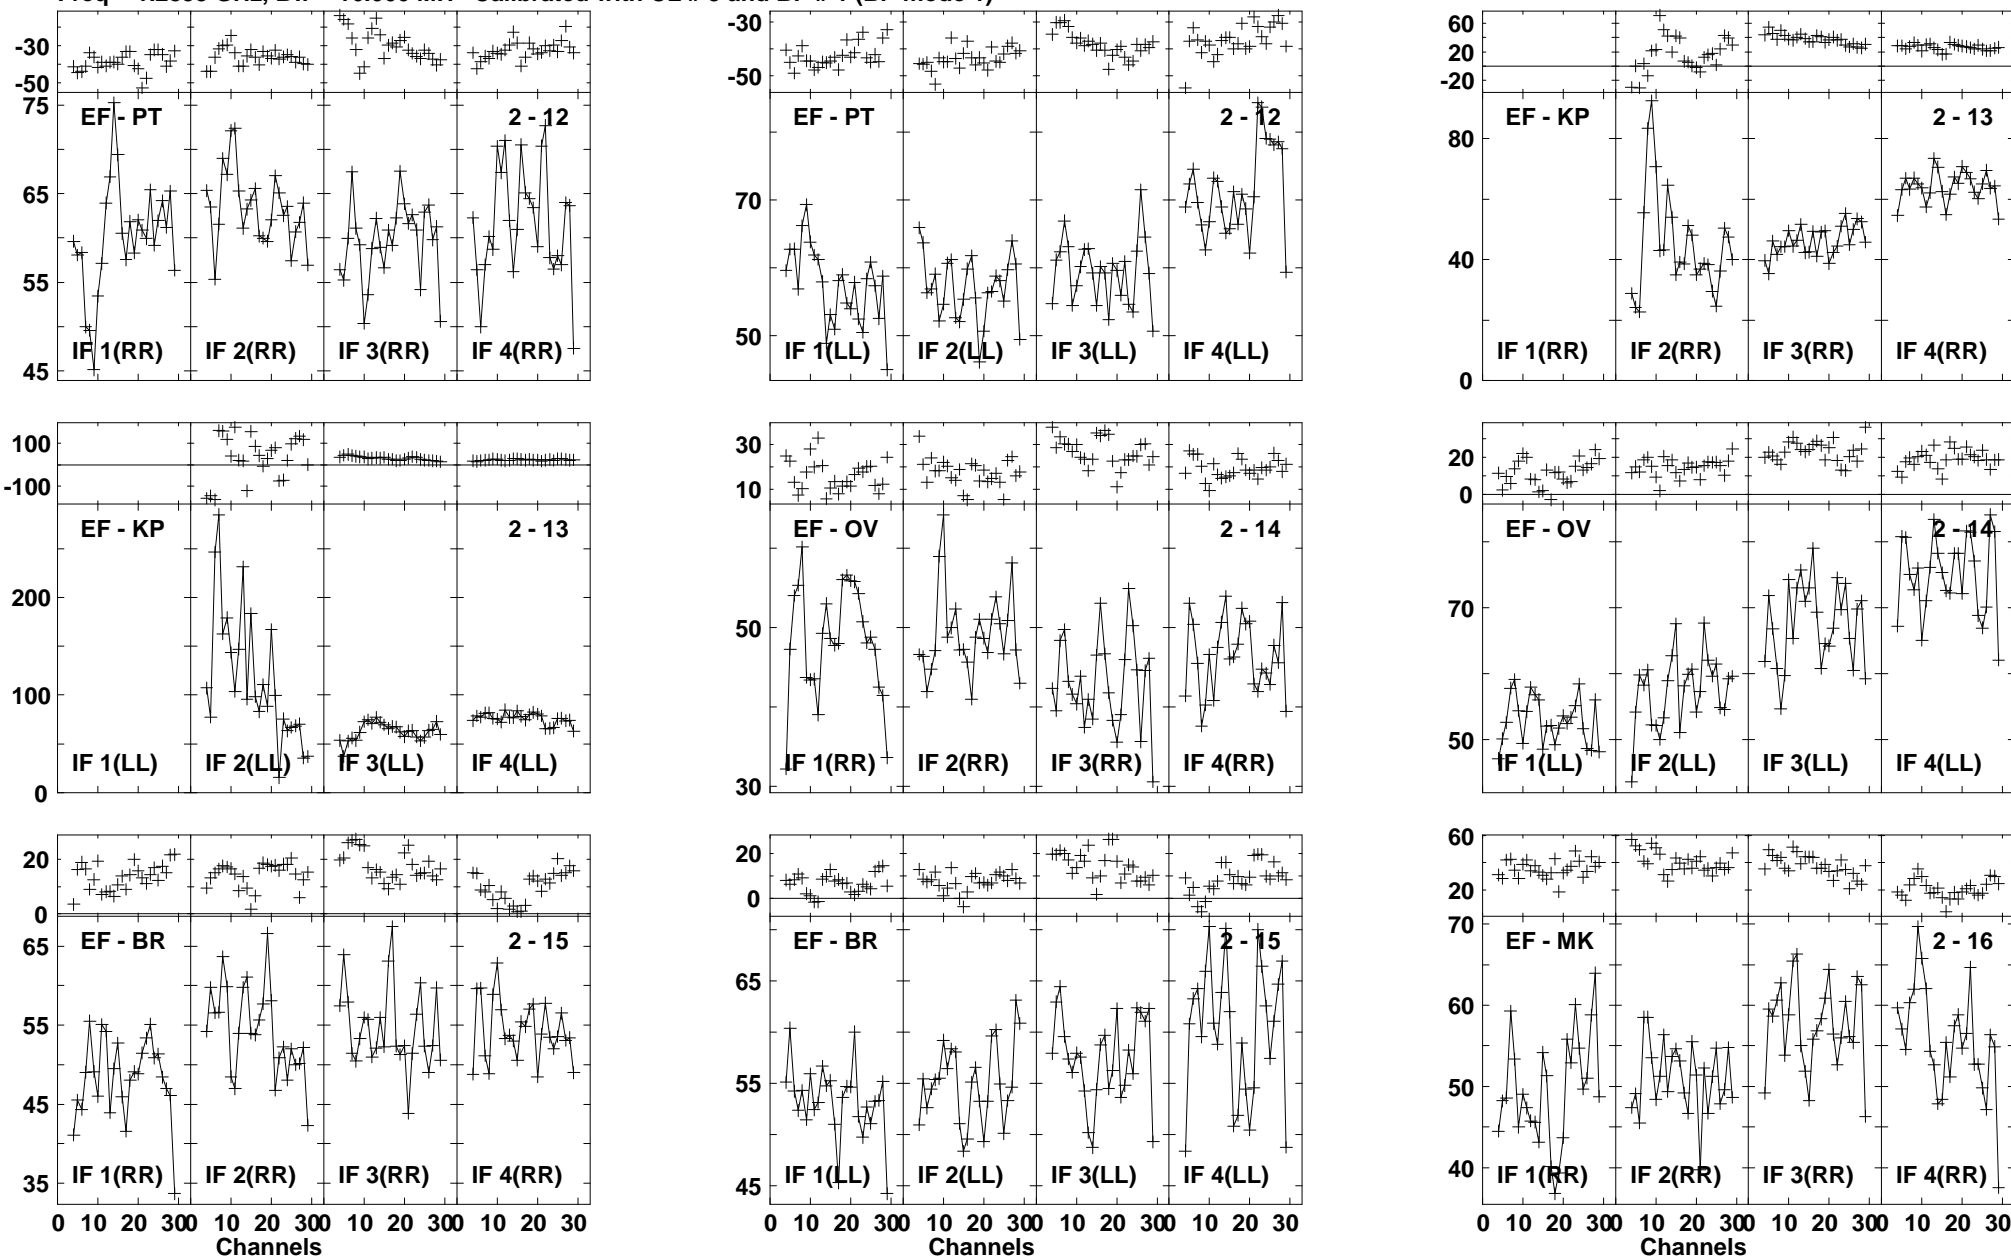 -30
-50
75
65
55
45
EF - PT
2 - 12
IF 1(RR)
IF 2(RR)
IF 3(RR)
IF 4(RR)
-30
-50
70
50
EF - PT
2 - 12
IF 1(LL)
IF 2(LL)
IF 3(LL)
IF 4(LL)
60
20
-20
80
40
0
EF - KP
2 - 13
IF 1(RR)
IF 2(RR)
IF 3(RR)
IF 4(RR)
100
-100
200
100
0
EF - KP
2 - 13
IF 1(LL)
IF 2(LL)
IF 3(LL)
IF 4(LL)
30
10
50
30
EF - OV
2 - 14
IF 1(RR)
IF 2(RR)
IF 3(RR)
IF 4(RR)
20
0
70
50
EF - OV
2 - 14
IF 1(LL)
IF 2(LL)
IF 3(LL)
IF 4(LL)
20
0
65
55
45
35
EF - BR
2 - 15
IF 1(RR)
IF 2(RR)
IF 3(RR)
IF 4(RR)
0 10 20 30 0 10 20 30 0 10 20 30 0 10 20 30
Channels
20
0
65
55
45
EF - BR
2 - 15
IF 1(LL)
IF 2(LL)
IF 3(LL)
IF 4(LL)
0 10 20 30 0 10 20 30 0 10 20 30 0 10 20 30
Channels
60
20
70
60
50
40
EF - MK
2 - 16
IF 1(RR)
IF 2(RR)
IF 3(RR)
IF 4(RR)
0 10 20 30 0 10 20 30 0 10 20 30 0 10 20 30
Channels